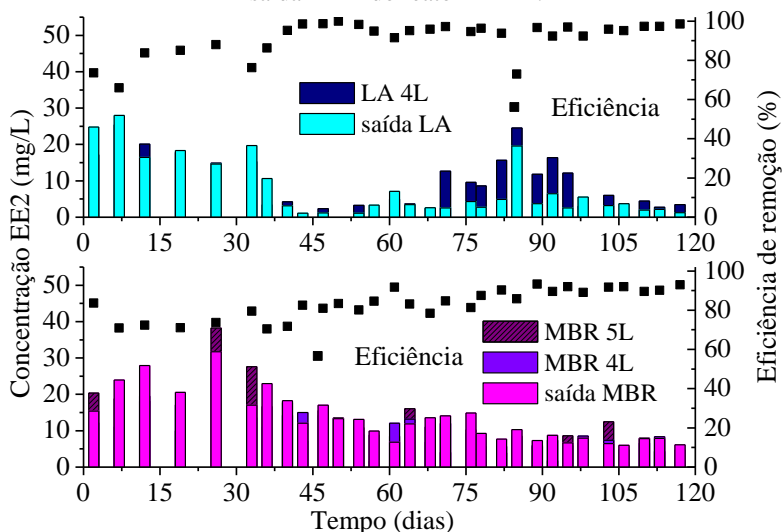 50
40
30
20
10
0
100
80
60
40
20
0
LA 4L
saída LA
Eficiência
0 15 30 45 60 75 90 105 120
50
40
30
20
10
0
100
80
60
40
20
0
MBR 5L
MBR 4L
saída MBR
Eficiência
0 15 30 45 60 75 90 105 120
Tempo (dias)
Concentração EE2 (mg/L)
Eficiência de remoção (%)